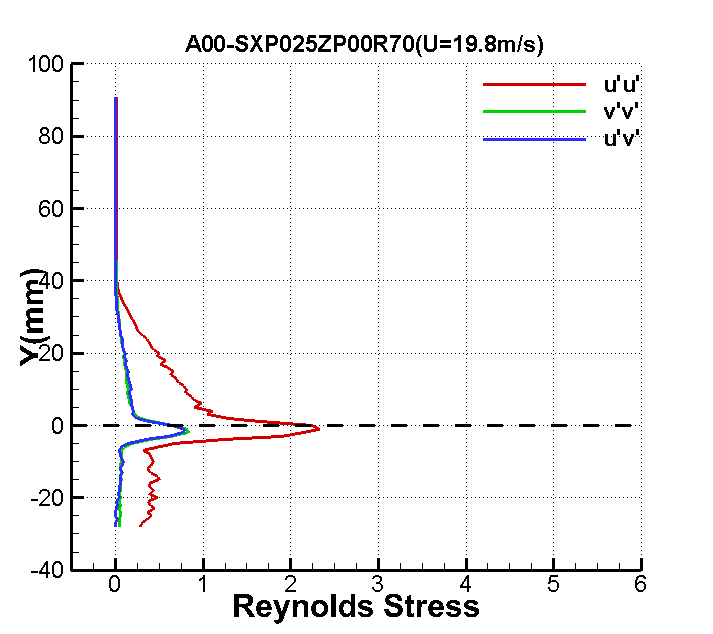 A00-SXP025ZP00R70(U=19.8m/s)
100
80
60
40
20
0
-20
-40
Y(mm)
u'u'
v'v'
u'v'
0 1 2 3 4 5 6
Reynolds Stress